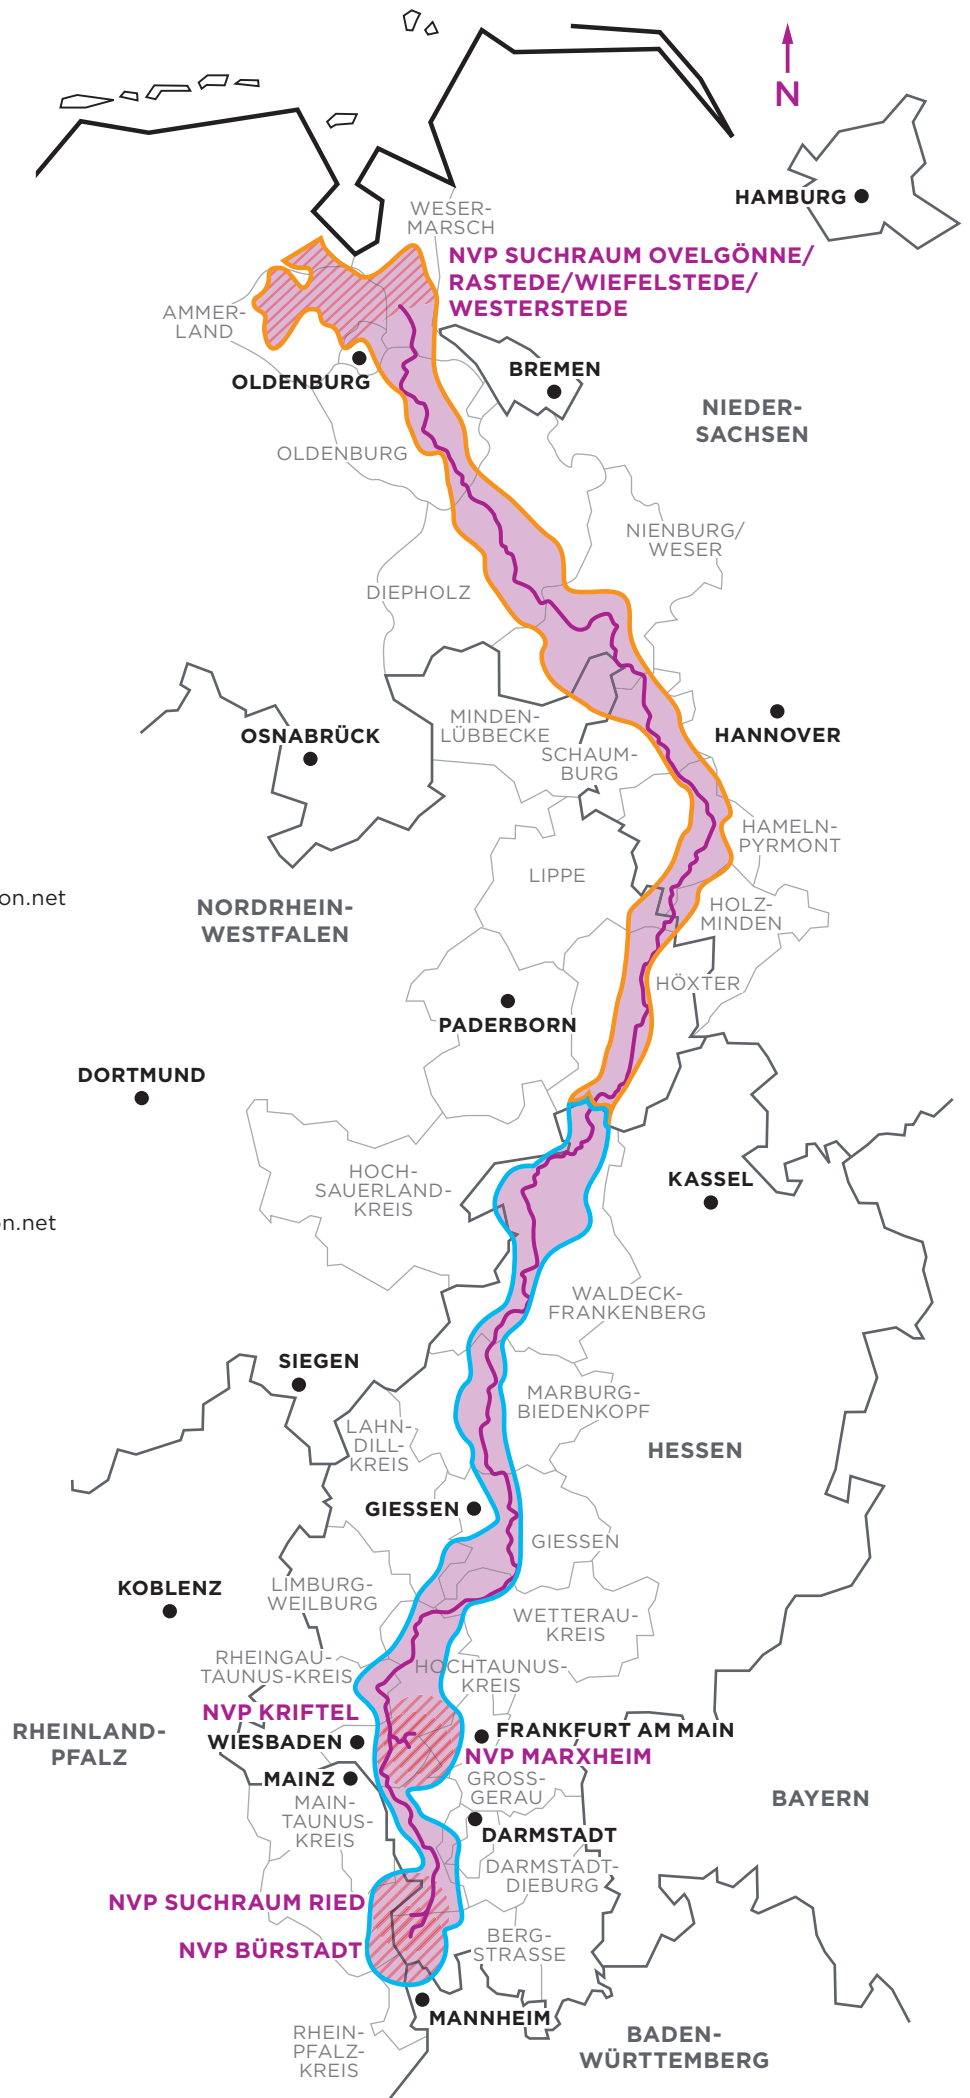 N
HAMBURG
WESER-
MARSCH
NVP SUCHRAUM OVELGÖNNE/
RASTEDE/WIEFELSTEDE/
WESTERSTEDE
AMMER-
LAND
OLDENBURG
BREMEN
NIEDER-
SACHSEN
OLDENBURG
NIENBURG/
WESER
DIEPHOLZ
MINDEN-
LÜBBECKE
OSNABRÜCK
HANNOVER
SCHAUM-
BURG
HAMELN-
PYRMONT
LIPPE
on.net
NORDRHEIN-
WESTFALEN
HOLZ-
MINDEN
HÖXTER
PADERBORN
DORTMUND
HOCH-
SAUERLAND-
KREIS
KASSEL
n.net
WALDECK-
FRANKENBERG
SIEGEN
MARBURG-
BIEDENKOPF
LAHN-
DILL-
KREIS
HESSEN
GIESSEN
GIESSEN
KOBLENZ
LIMBURG-
WEILBURG
WETTERAU-
KREIS
RHEINGAU-
TAUNUS-KREIS
HOCHTAUNUS-
KREIS
NVP KRIFTEL
RHEINLAND-
PFALZ
WIESBADEN
FRANKFURT AM MAIN
NVP MARXHEIM
MAINZ
GROSS-
GERAU
BAYERN
MAIN-
TAUNUS-
KREIS
DARMSTADT
DARMSTADT-
DIEBURG
NVP SUCHRAUM RIED
NVP BÜRSTADT
BERG-
STRASSE
MANNHEIM
RHEIN-
PFALZ-
KREIS
BADEN-
WÜRTTEMBERG